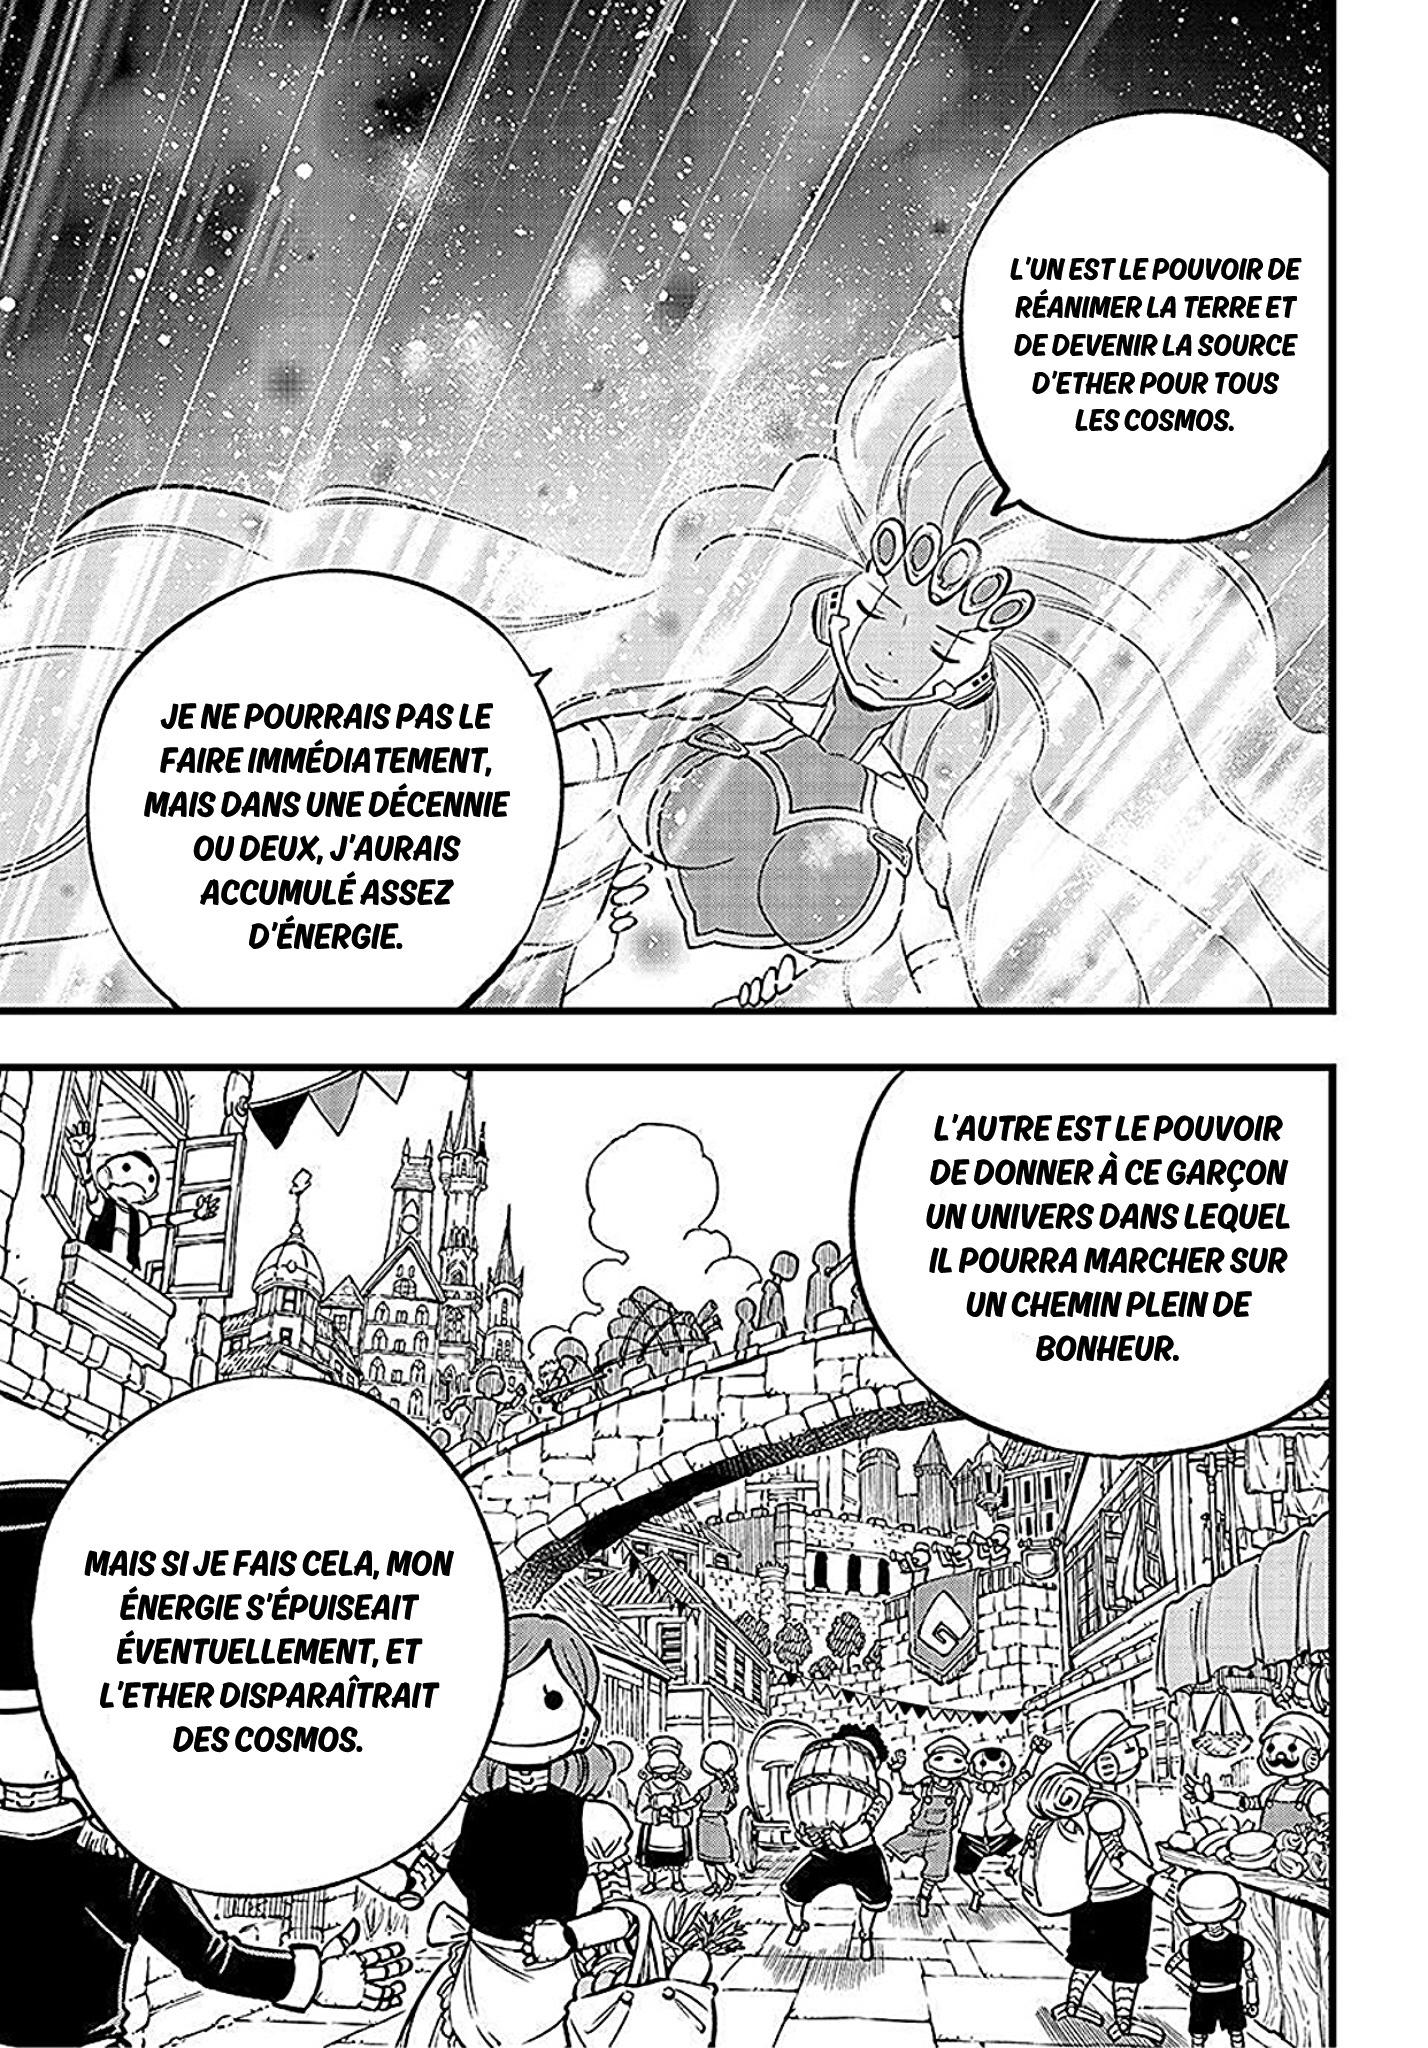 L'UN EST LE POUVOIR DE
RÉANIMER LA TERRE ET
DE DEVENIR LA SOURCE
D'ETHER POUR TOUS
LES COSMOS.
JE NE POURRAIS PAS LE
FAIRE IMMÉDIATEMENT,
MAIS DANS UNE DÉCENNIE
OU DEUX, J'AURAIS
ACCUMULÉ ASSEZ
D'ÉNERGIE.
L'AUTRE EST LE POUVOIR
DE DONNER À CE GARÇON
UN UNIVERS DANS LEQUEL
IL POURRA MARCHER SUR
UN CHEMIN PLEIN DE
BONHEUR.
MAIS SI JE FAIS CELA, MON
ÉNERGIE S'ÉPUISEAIT
ÉVENTUELLEMENT, ET
L'ETHER DISPARAÎTRAIT
DES COSMOS.